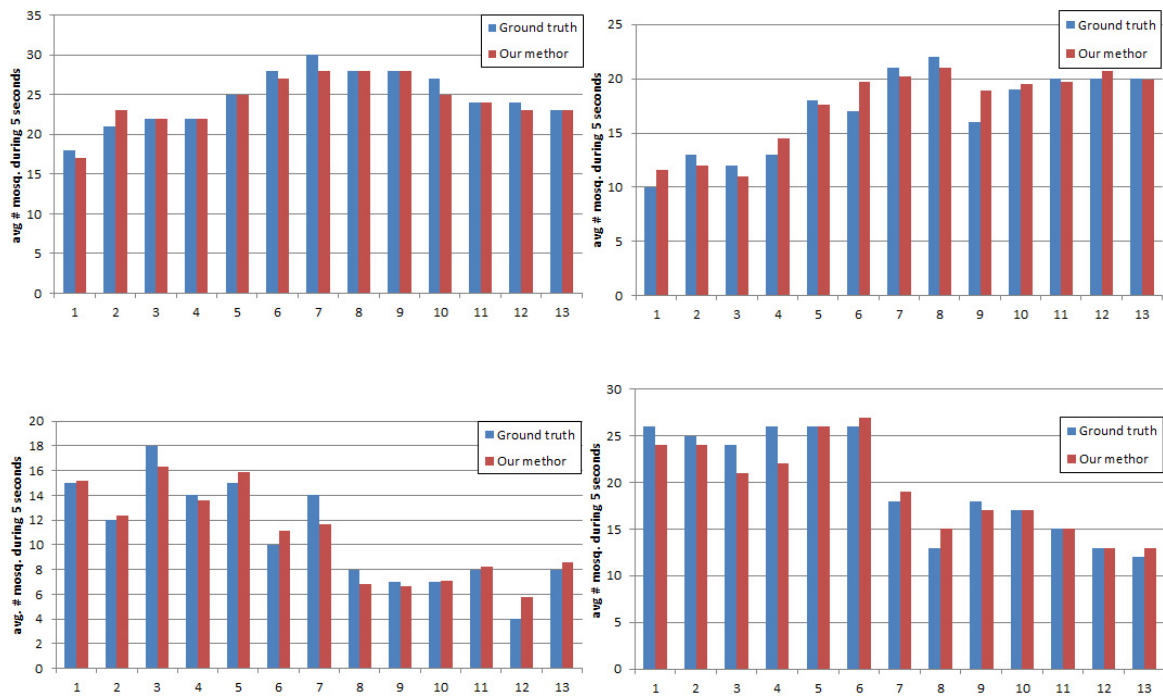 35
30
25
20
15
10
5
0
avg # mosq. during 5 seconds
Ground truth
Our methor
1 2 3 4 5 6 7 8 9 10 11 12 13
25
20
15
10
5
0
avg # mosq. during 5 seconds
Ground truth
Our methor
1 2 3 4 5 6 7 8 9 10 11 12 13
20
18
16
14
12
10
8
6
4
2
0
avg. # mosq. during 5 seconds
Ground truth
Our methor
1 2 3 4 5 6 7 8 9 10 11 12 13
30
25
20
15
10
5
0
avg # mosq. during 5 seconds
Ground truth
Our methor
1 2 3 4 5 6 7 8 9 10 11 12 13